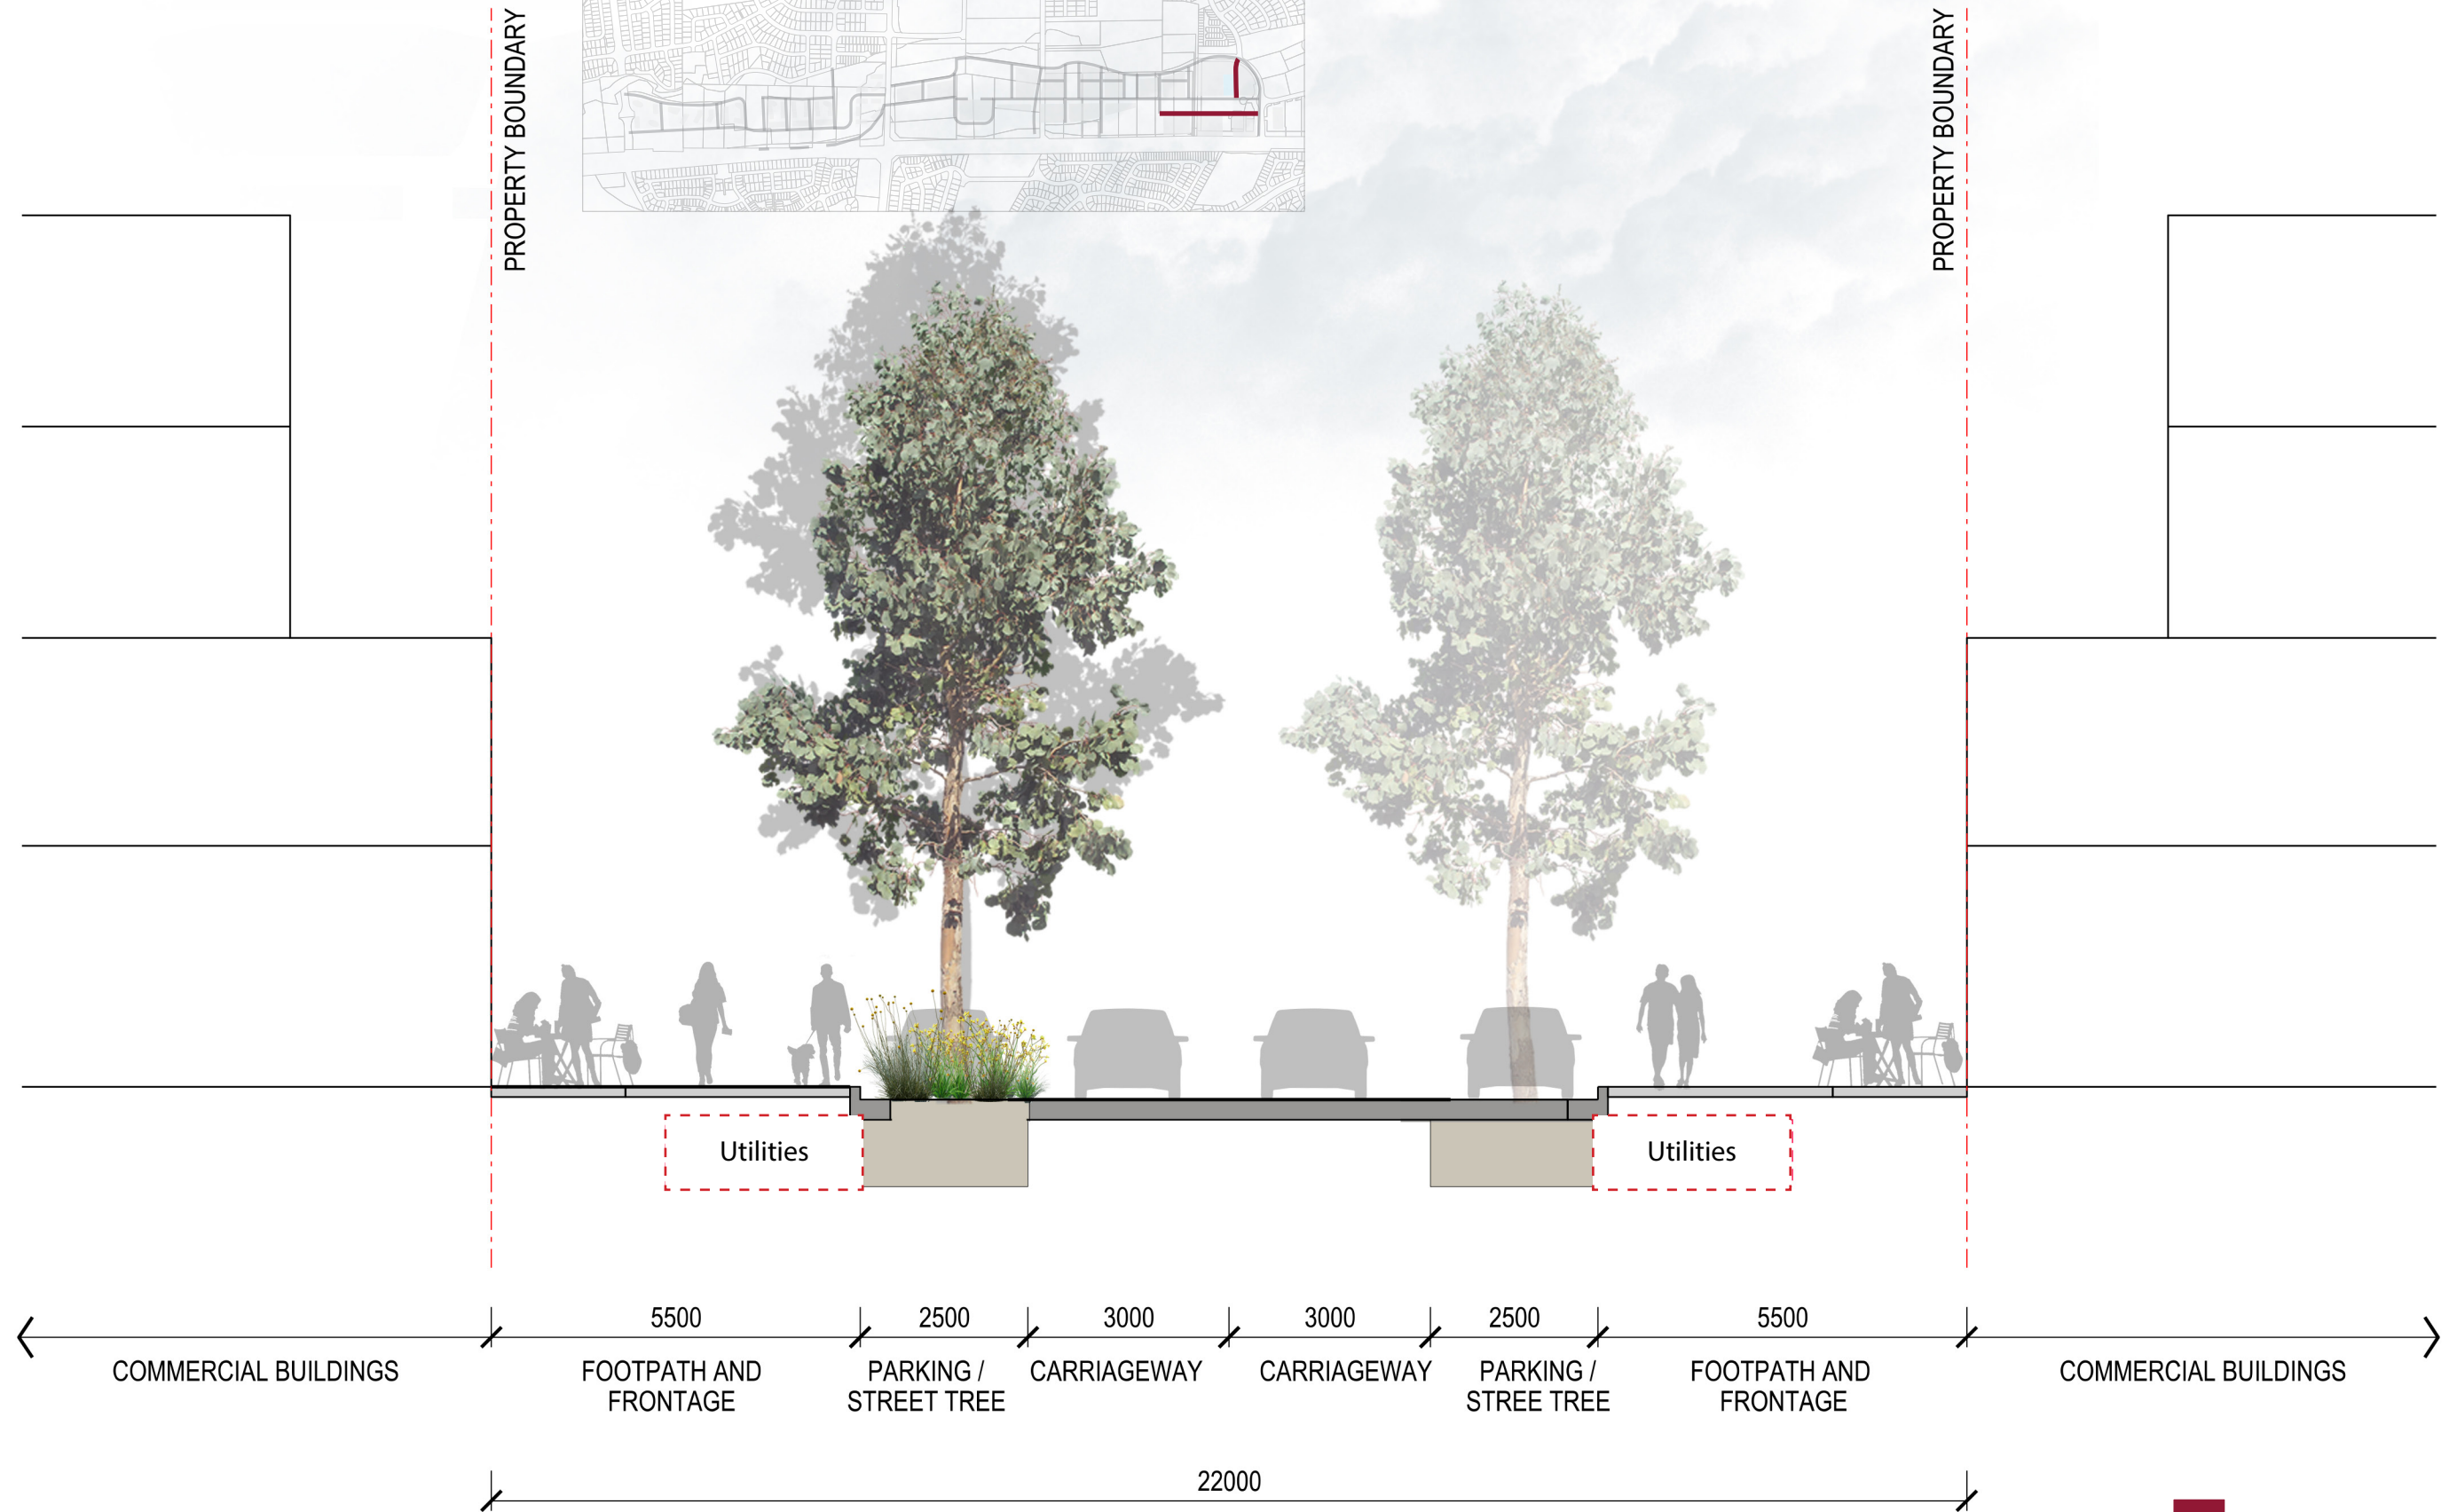 PROPERTY BOUNDARY
PROPERTY BOUNDARY
Utilities
Utilities
5500
2500
3000
3000
2500
5500
COMMERCIAL BUILDINGS
FOOTPATH AND
FRONTAGE
PARKING /
STREET TREE
CARRIAGEWAY
CARRIAGEWAY
PARKING /
STREE TREE
FOOTPATH AND
FRONTAGE
COMMERCIAL BUILDINGS
22000